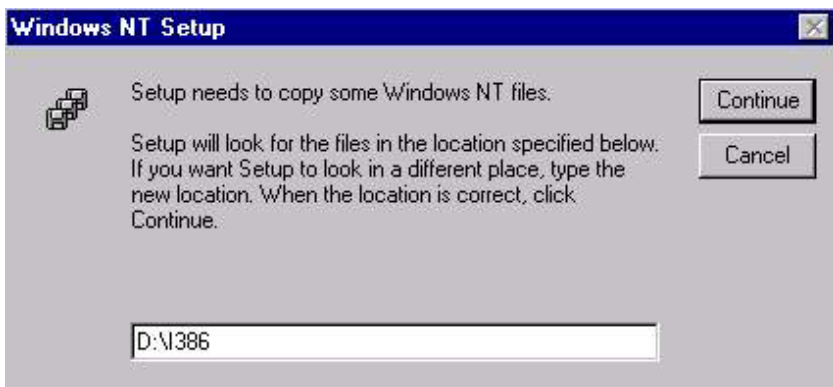 Windows NT Setup
Setup needs to copy some Windows NT files.
Continue
Setup will look for the files in the location specified below.
If you want Setup to look in a different place, type the
new location. When the location is correct, click
Continue.
Cancel
D:\I386